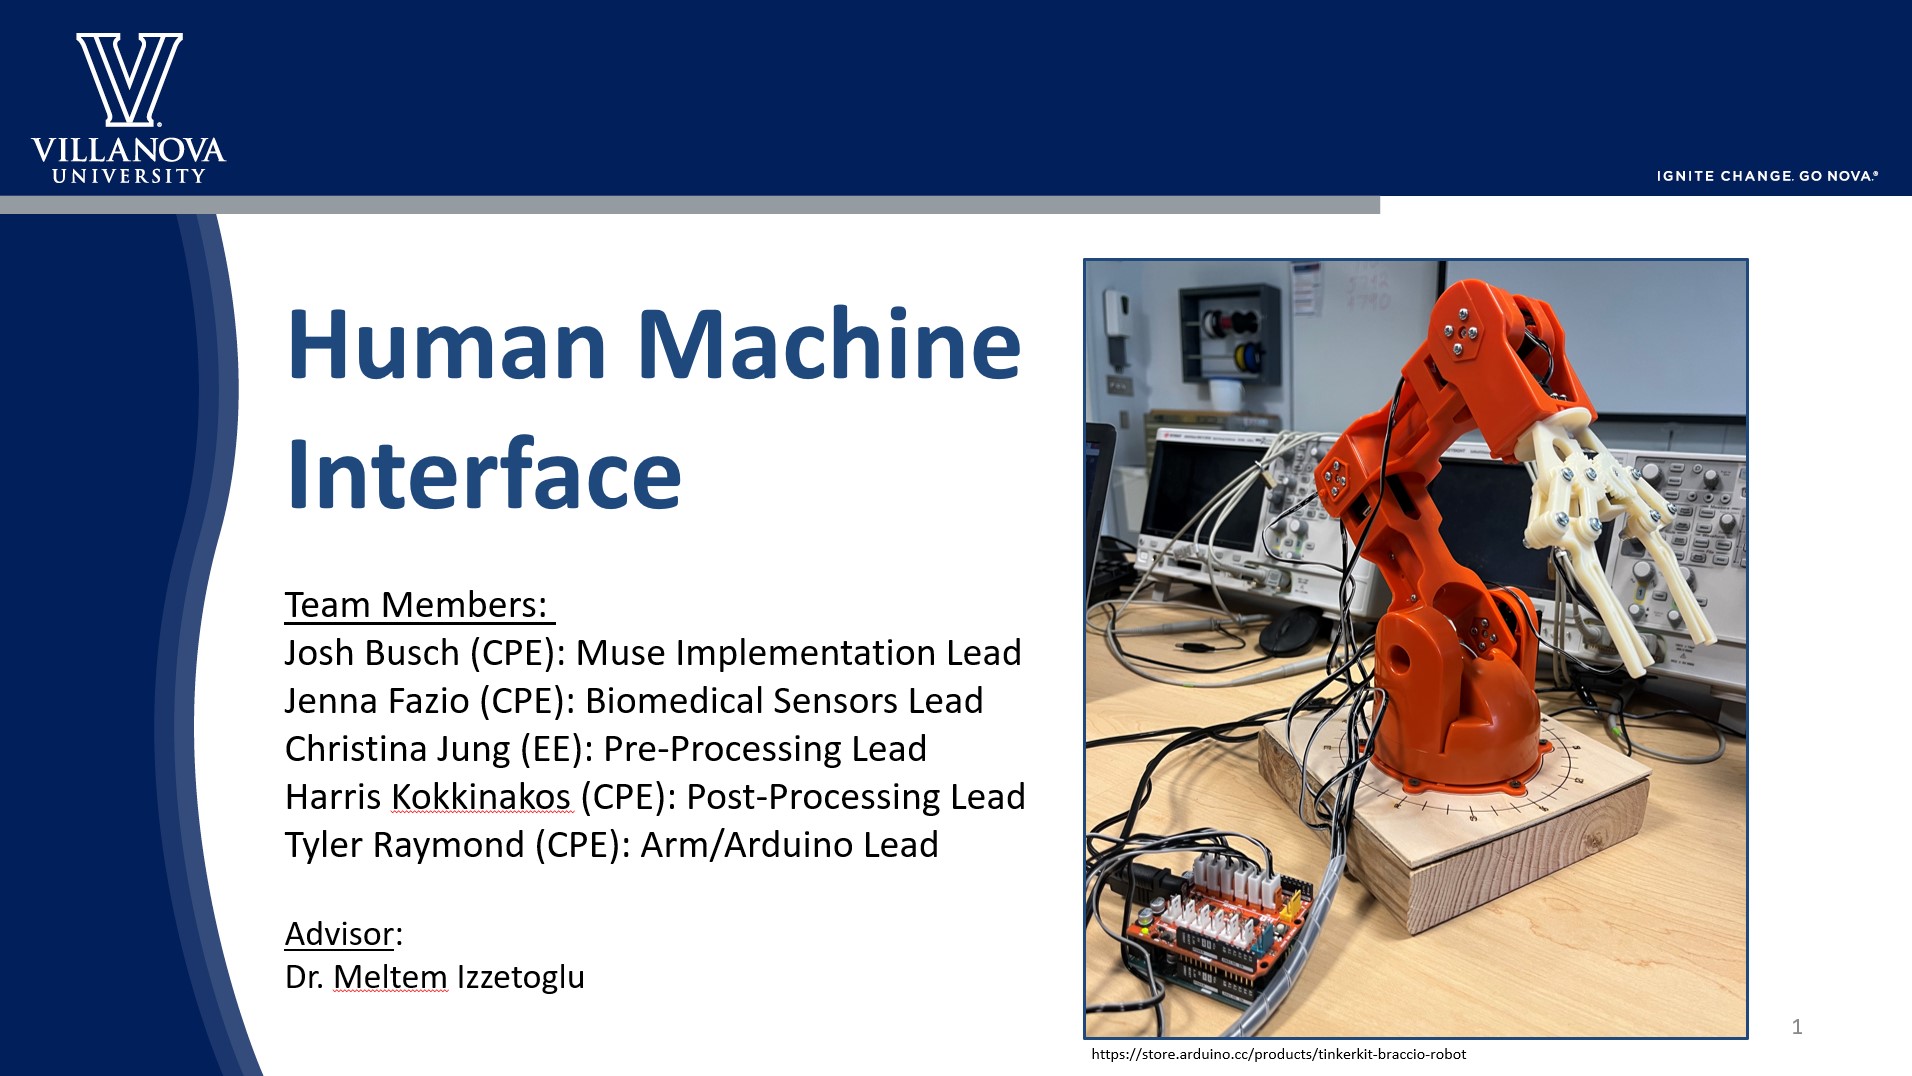 VILLANOVA
UNIVERSITY
IGNITE CHANGE. GO NOVA.®
Human Machine
Interface
Team Members:
Josh Busch (CPE): Muse Implementation Lead
Jenna Fazio (CPE): Biomedical Sensors Lead
Christina Jung (EE): Pre-Processing Lead
Harris Kokkinakos (CPE): Post-Processing Lead
Tyler Raymond (CPE): Arm/Arduino Lead
Advisor:
Dr. Meltem Izzetoglu
https://store.arduino.cc/products/tinkerkit-braccio-robot
1